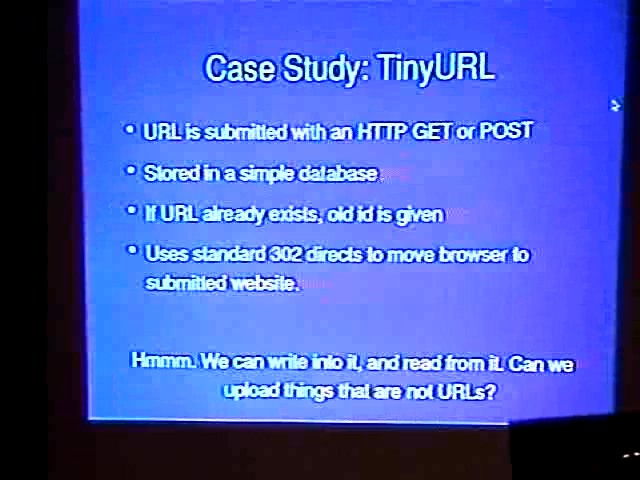 Case Study: TinyURL
• URL is submitted with an HTTP GET or POST
• Stored in a simple database
• If URL already exists, old id is given
• Uses standard 302 directs to move browser to
submitted website.
Hmmm. We can write into it, and read from it. Can we
upload things that are not URLs?